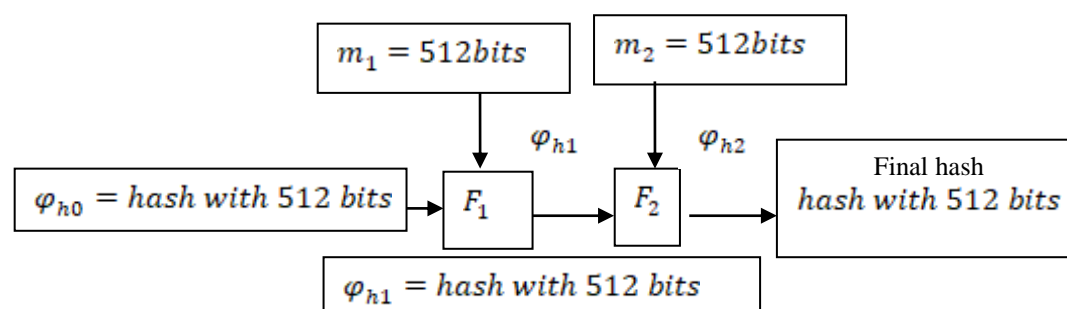 m₁ = 512bits
m₂ = 512bits
φₕ₁
φₕ₂
φₕ₀ = hash with 512 bits
F₁
F₂
Final hash
hash with 512 bits
φₕ₁ = hash with 512 bits